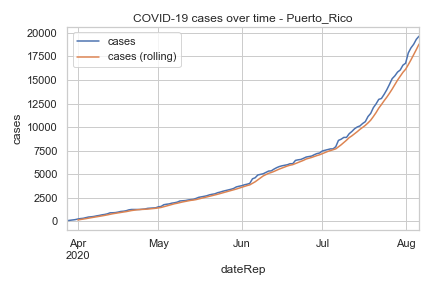 COVID-19 cases over time - Puerto_Rico
cases
cases (rolling)
20000
17500
15000
12500
10000
7500
5000
2500
0
cases
Apr May Jun Jul Aug
2020
dateRep